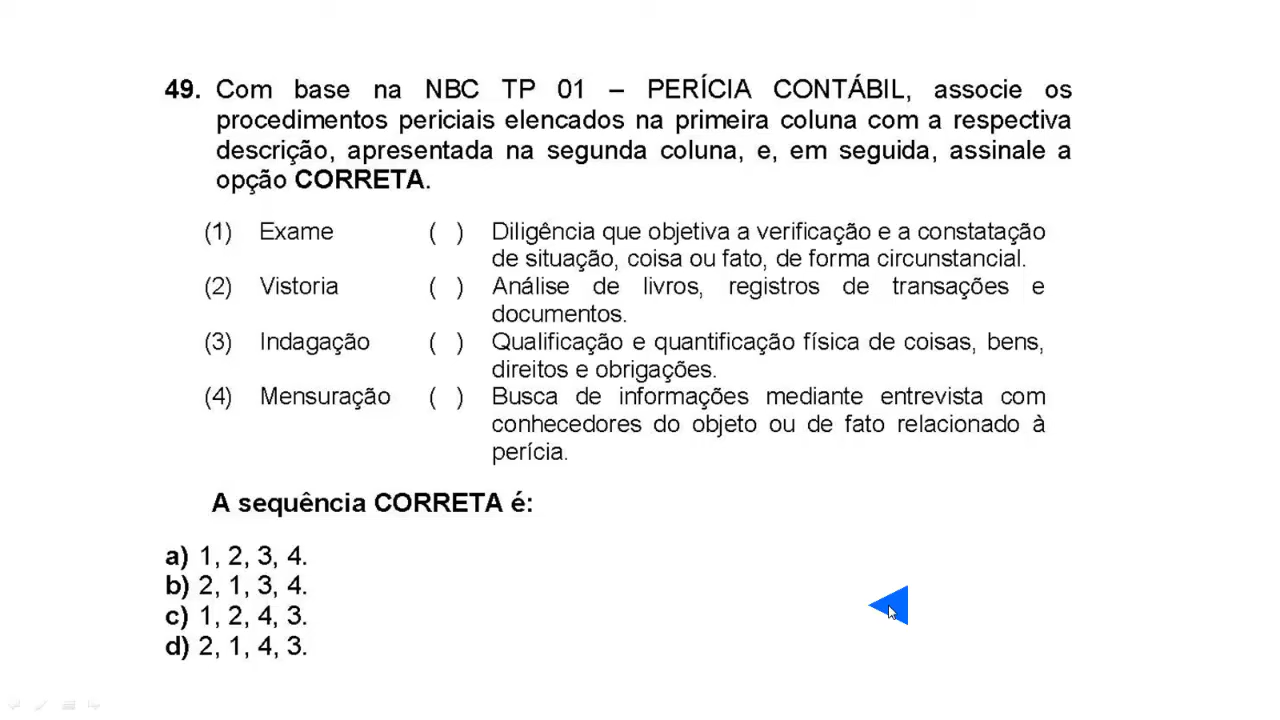 49. Com base na NBC TP 01 – PERÍCIA CONTÁBIL, associe os
procedimentos periciais elencados na primeira coluna com a respectiva
descrição, apresentada na segunda coluna, e, em seguida, assinale a
opção CORRETA.
(1) Exame ( ) Diligência que objetiva a verificação e a constatação
de situação, coisa ou fato, de forma circunstancial.
(2) Vistoria ( ) Análise de livros, registros de transações e
documentos.
(3) Indagação ( ) Qualificação e quantificação física de coisas, bens,
direitos e obrigações.
(4) Mensuração ( ) Busca de informações mediante entrevista com
conhecedores do objeto ou de fato relacionado à
perícia.
A sequência CORRETA é:
a) 1, 2, 3, 4.
b) 2, 1, 3, 4.
c) 1, 2, 4, 3.
d) 2, 1, 4, 3.